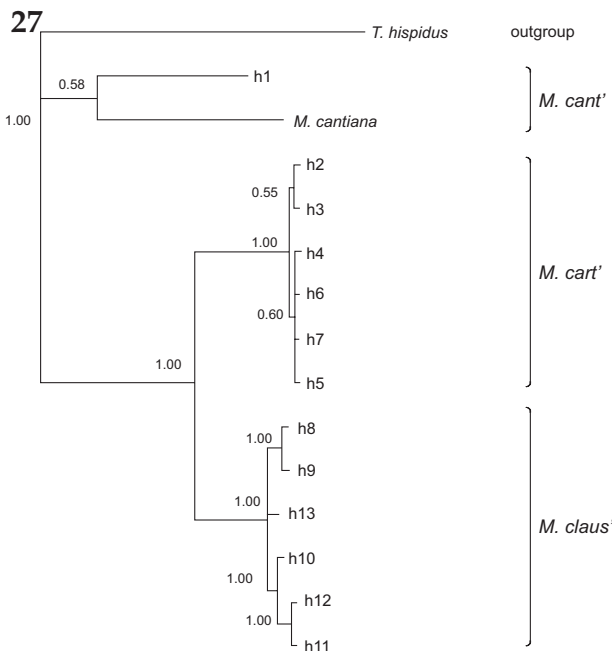 27
T. hispidus outgroup
0.58 h1
M. cant’
1.00 M. cantiana
h2
0.55
h3
1.00 h4
M. cart’
h6
0.60
h7
1.00
h5
h8
1.00
h9
1.00 h13
M. claus’
h10
1.00
h12
1.00
h11